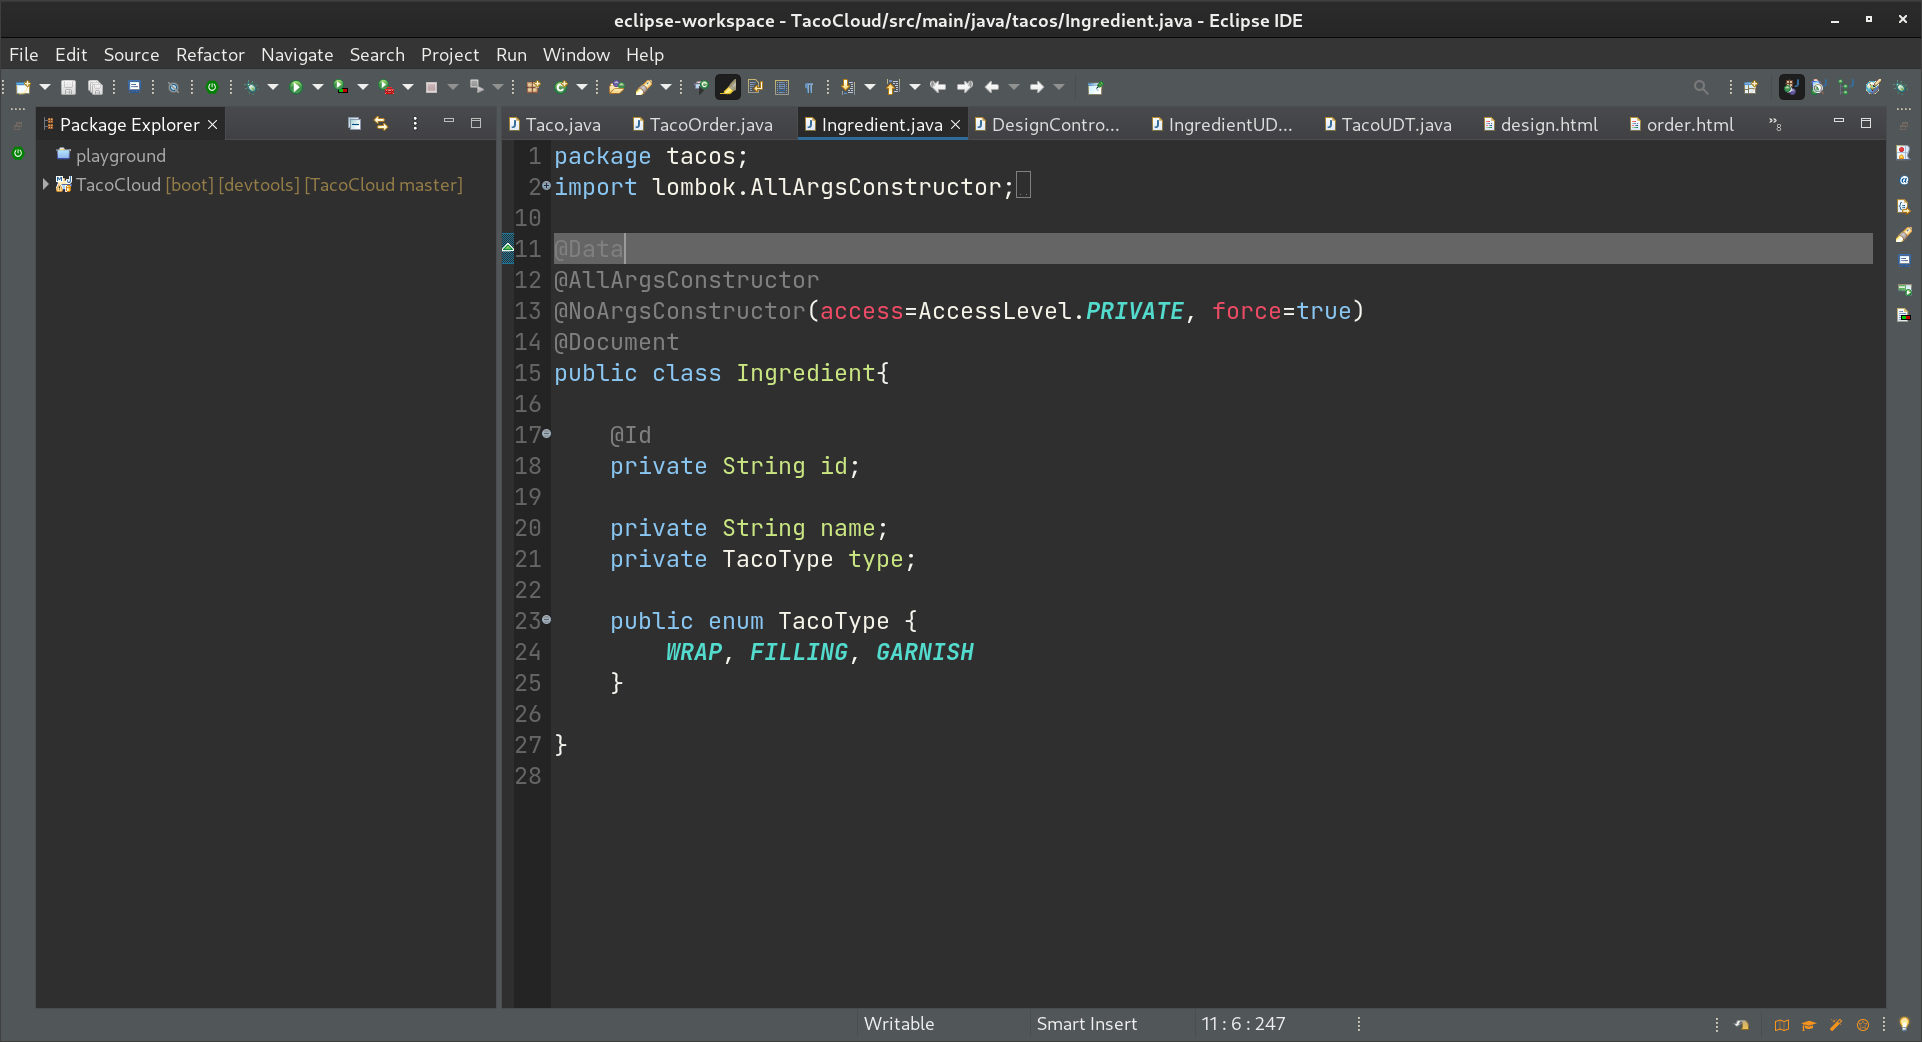 eclipse-workspace - TacoCloud/src/main/java/tacos/Ingredient.java - Eclipse IDE
File Edit Source Refactor Navigate Search Project Run Window Help
Package Explorer
Taco.java TacoOrder.java Ingredient.java DesignContro... IngredientUD... TacoUDT.java design.html order.html »8
playground
TacoCloud [boot] [devtools] [TacoCloud master]
1 package tacos;
2 import lombok.AllArgsConstructor;
10
11 @Data
12 @AllArgsConstructor
13 @NoArgsConstructor(access=AccessLevel.PRIVATE, force=true)
14 @Document
15 public class Ingredient{
16
17 @Id
18 private String id;
19
20 private String name;
21 private TacoType type;
22
23 public enum TacoType {
24 WRAP, FILLING, GARNISH
25 }
26
27 }
28
Writable Smart Insert 11 : 6 : 247